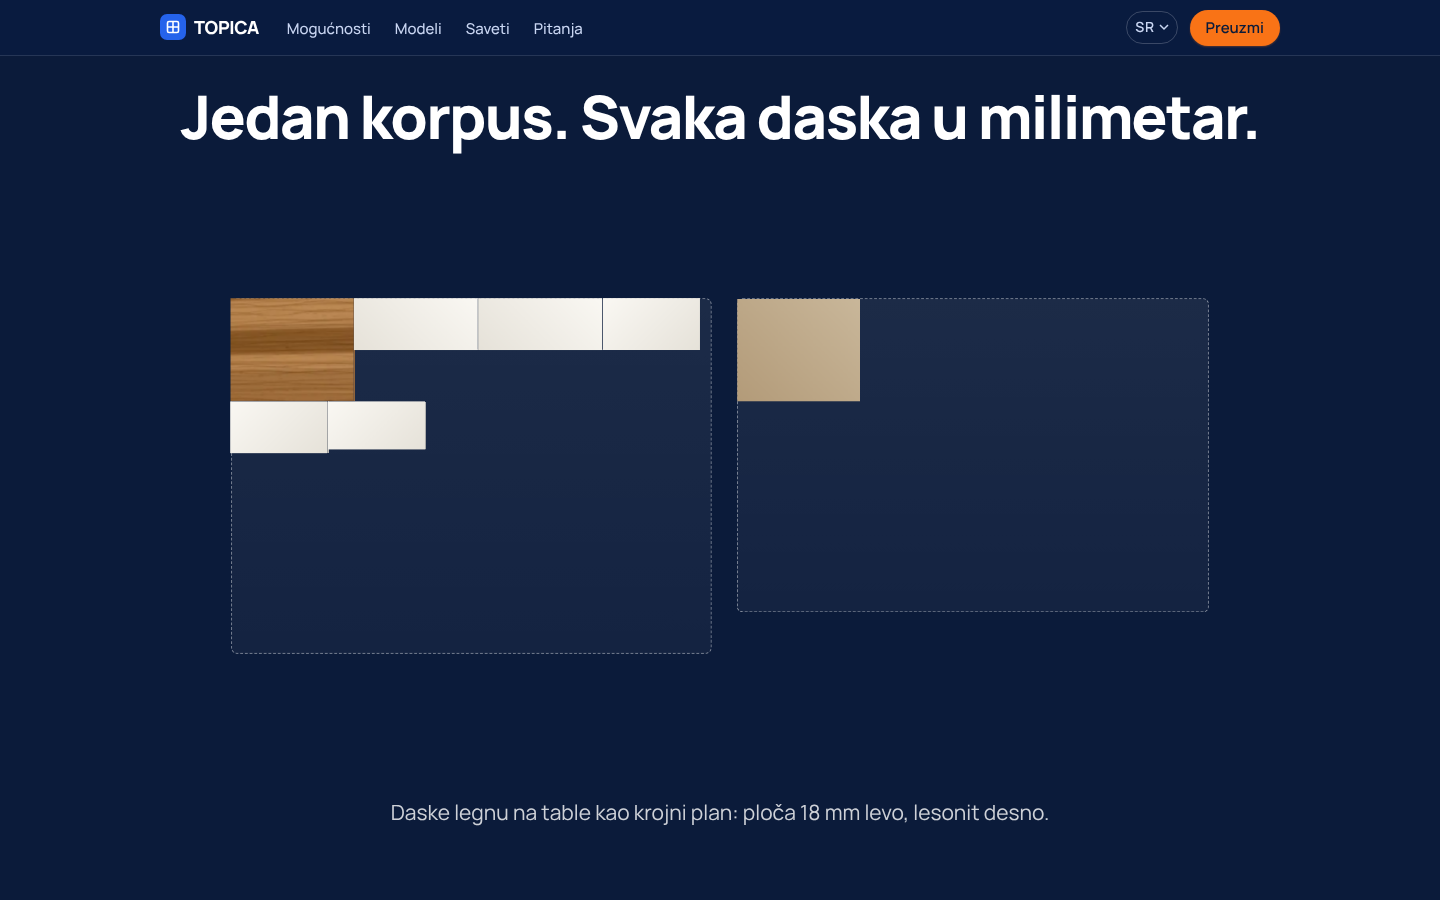 TOPICA
Mogućnosti
Modeli
Saveti
Pitanja
SR
Preuzmi
Jedan korpus. Svaka daska u milimetar.
Daske legnu na table kao krojni plan: ploča 18 mm levo, lesonit desno.